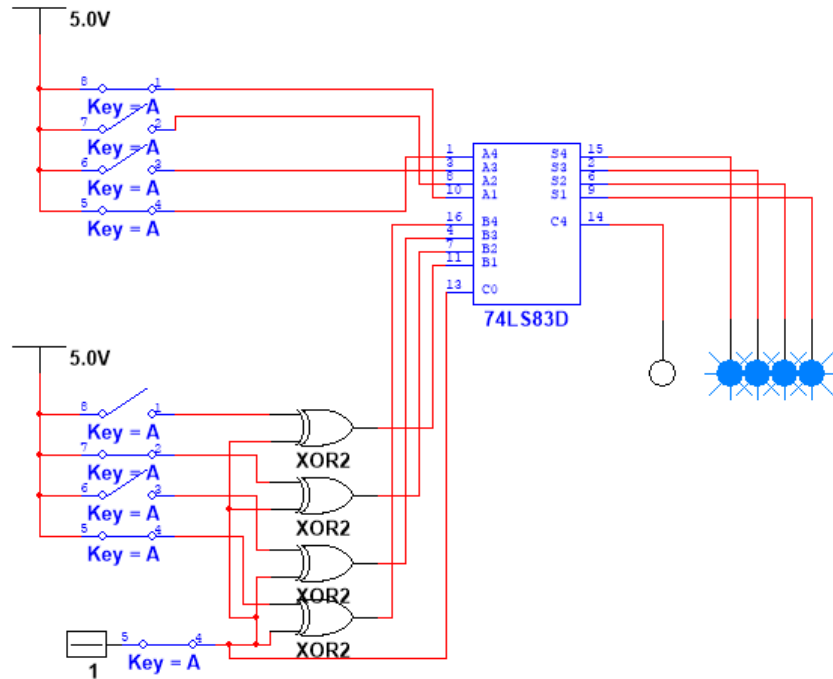 5.0V
8 1
Key = A
7 2
Key = A
6 3
Key = A
5 4
Key = A
1 A4 S4 15
3 A3 S3 2
8 A2 S2 6
10 A1 S1 9
16 B4 C4 14
4 B3
7 B2
11 B1
13 C0
74LS83D
5.0V
8 1
Key = A
XOR2
7 2
Key = A
6 3
Key = A
XOR2
5 4
Key = A
XOR2
5 4
Key = A
XOR2
1